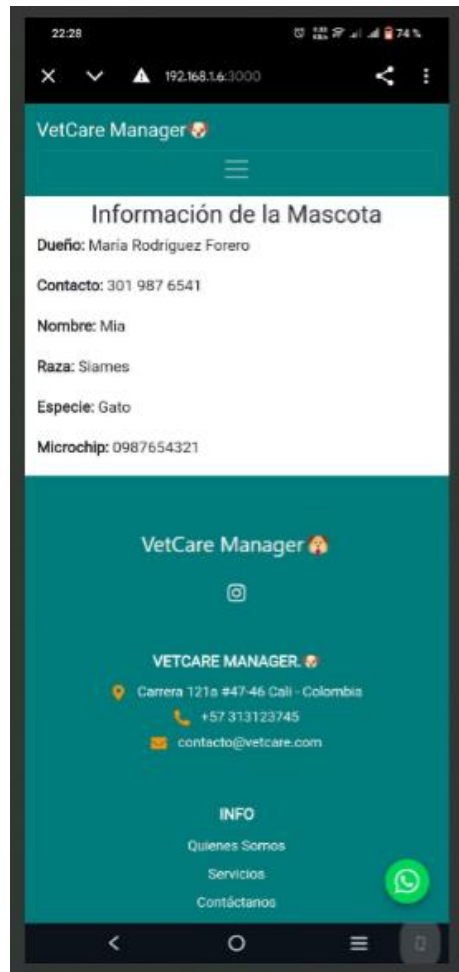 22:28
74 %
192.168.1.6:3000
VetCare Manager
Información de la Mascota
Dueño: María Rodríguez Forero
Contacto: 301 987 6541
Nombre: Mia
Raza: Siames
Especie: Gato
Microchip: 0987654321
VetCare Manager
VETCARE MANAGER.
Carrera 121a #47-46 Cali - Colombia
+57 313123745
contacto@vetcare.com
INFO
Quienes Somos
Servicios
Contáctanos